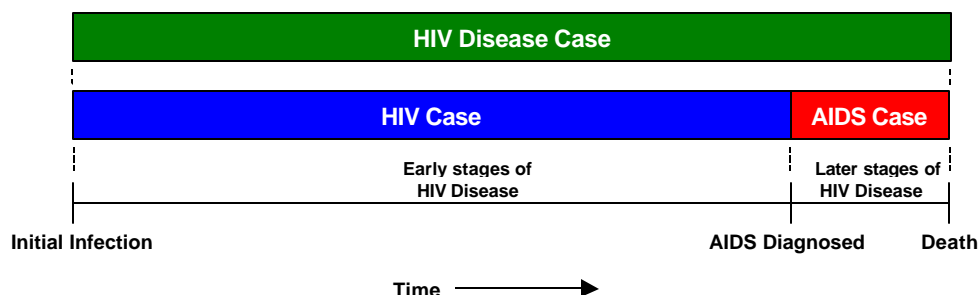 HIV Disease Case
HIV Case
AIDS Case
Early stages of
HIV Disease
Later stages of
HIV Disease
Initial Infection
AIDS Diagnosed
Death
Time